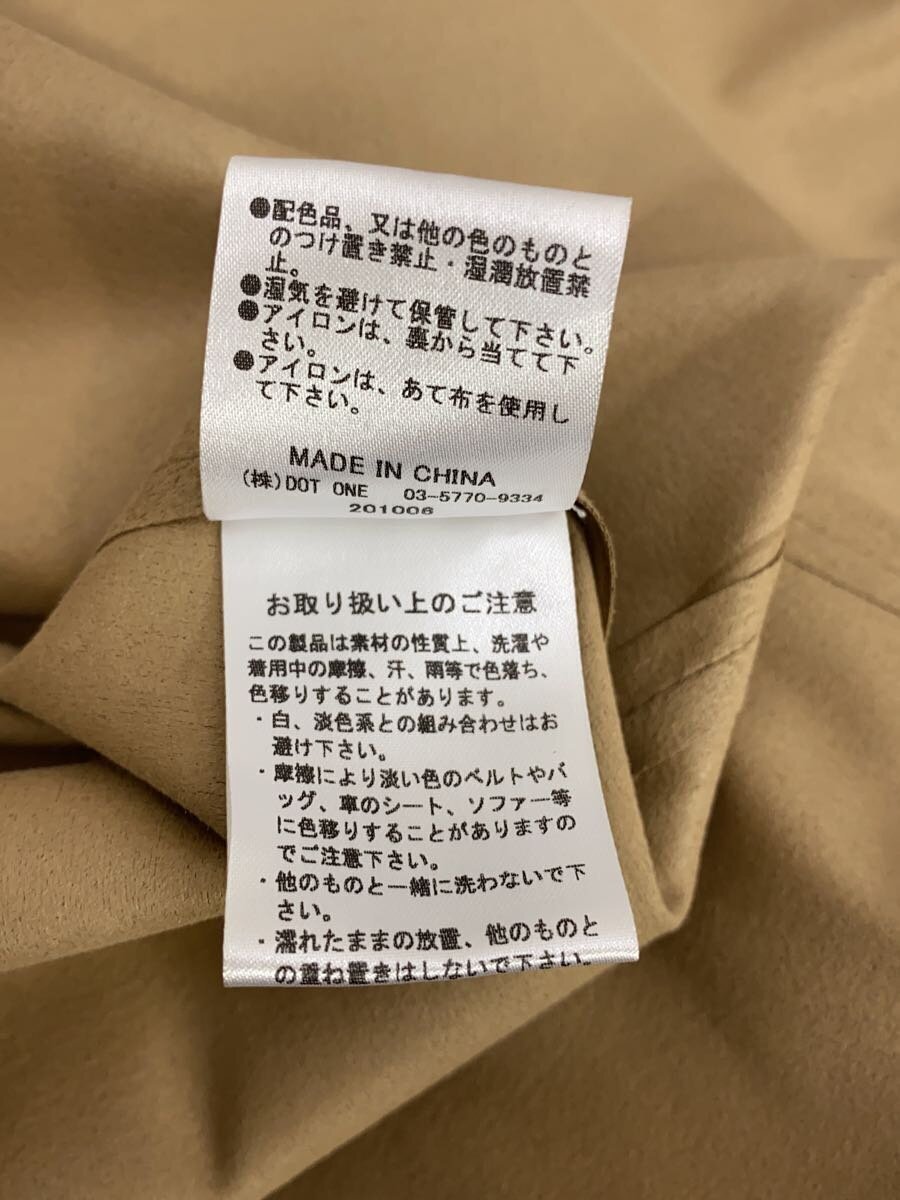 ●配色品、又は他の色のものと
のつけ置き禁止・湿潤放置禁
止。
●湿気を避けて保管して下さい。
●アイロンは、裏から当てて下
さい。
●アイロンは、あて布を使用し
て下さい。
MADE IN CHINA
(株)DOT ONE 03-5770-9334
201006
お取り扱い上のご注意
この製品は素材の性質上、洗濯や
着用中の摩擦、汗、雨等で色落ち、
色移りすることがあります。
・白、淡色系との組み合わせはお
避け下さい。
・摩擦により淡い色のベルトやバ
ッグ、車のシート、ソファー等
に色移りすることがありますの
でご注意下さい。
・他のものと一緒に洗わないで下
さい。
・濡れたままの放置、他のものと
の重ね置きはしないで下さい。